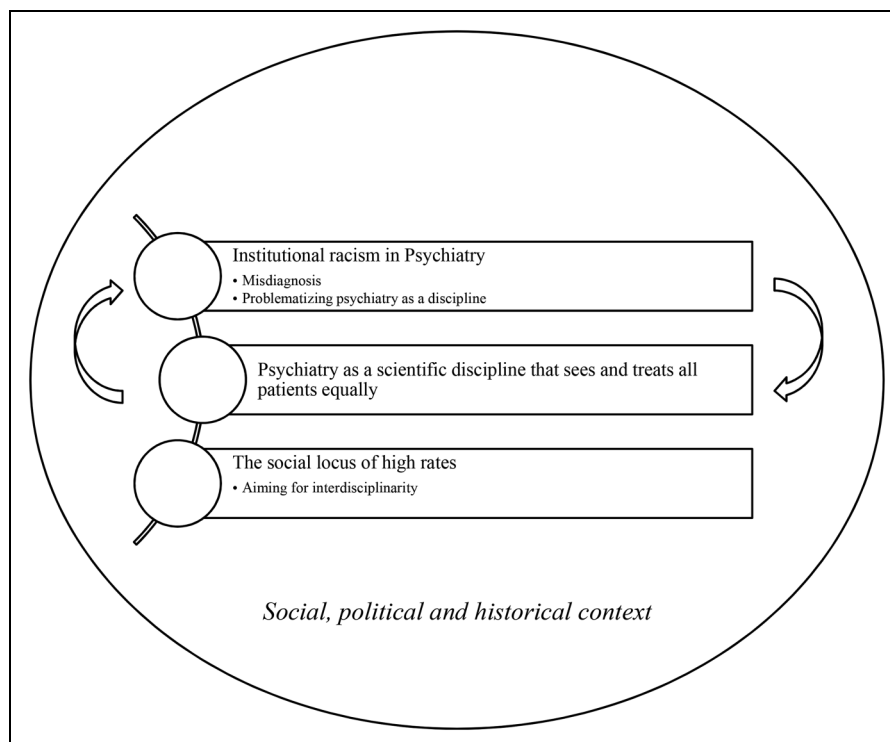 Institutional racism in Psychiatry
• Misdiagnosis
• Problematizing psychiatry as a discipline
Psychiatry as a scientific discipline that sees and treats all
patients equally
The social locus of high rates
• Aiming for interdisciplinarity
Social, political and historical context